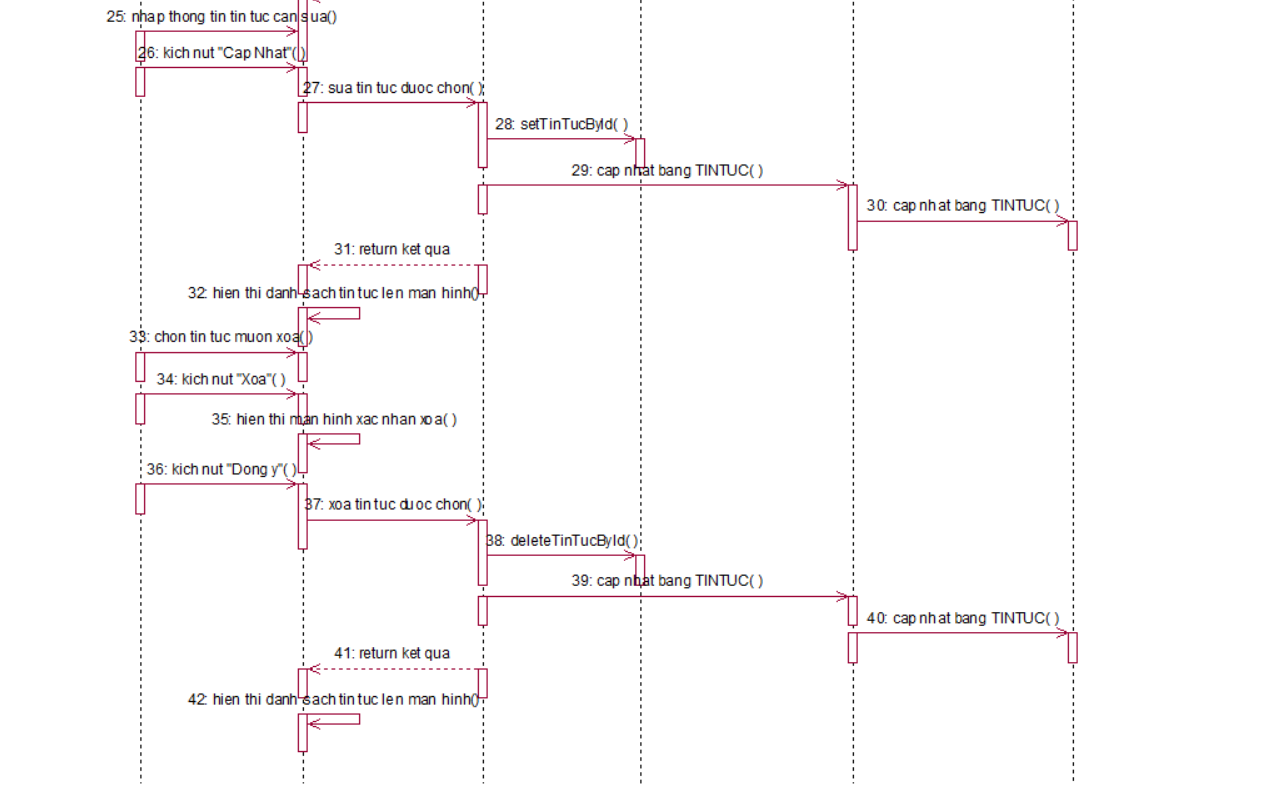 25: nhap thong tin tin tuc can sua()
26: kich nut "Cap Nhat"( )
27: sua tin tuc duoc chon( )
28: setTinTucById( )
29: cap nhat bang TINTUC( )
30: cap nhat bang TINTUC( )
31: return ket qua
32: hien thi danh sach tin tuc len man hinh()
33: chon tin tuc muon xoa( )
34: kich nut "Xoa"( )
35: hien thi man hinh xac nhan xoa( )
36: kich nut "Dong y"( )
37: xoa tin tuc duoc chon( )
38: deleteTinTucById( )
39: cap nhat bang TINTUC( )
40: cap nhat bang TINTUC( )
41: return ket qua
42: hien thi danh sach tin tuc len man hinh()